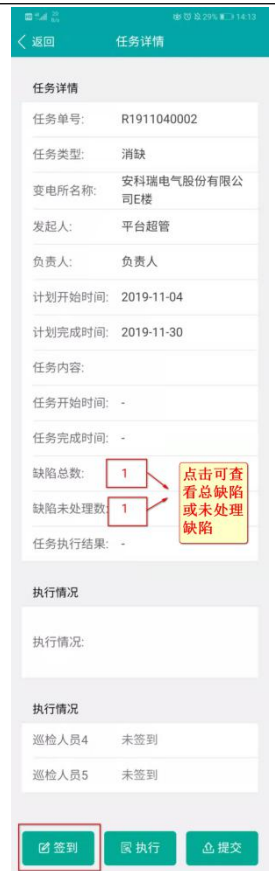 29% 14:13
返回 任务详情
任务详情
任务单号: R1911040002
任务类型: 消缺
变电所名称: 安科瑞电气股份有限公
司E楼
发起人: 平台超管
负责人: 负责人
计划开始时间: 2019-11-04
计划完成时间: 2019-11-30
任务内容:
任务开始时间: -
任务完成时间: -
缺陷总数: 1
缺陷未处理数: 1
任务执行结果: -
点击可查
看总缺陷
或未处理
缺陷
执行情况
执行情况:
执行情况
巡检人员4 未签到
巡检人员5 未签到
签到 执行 提交